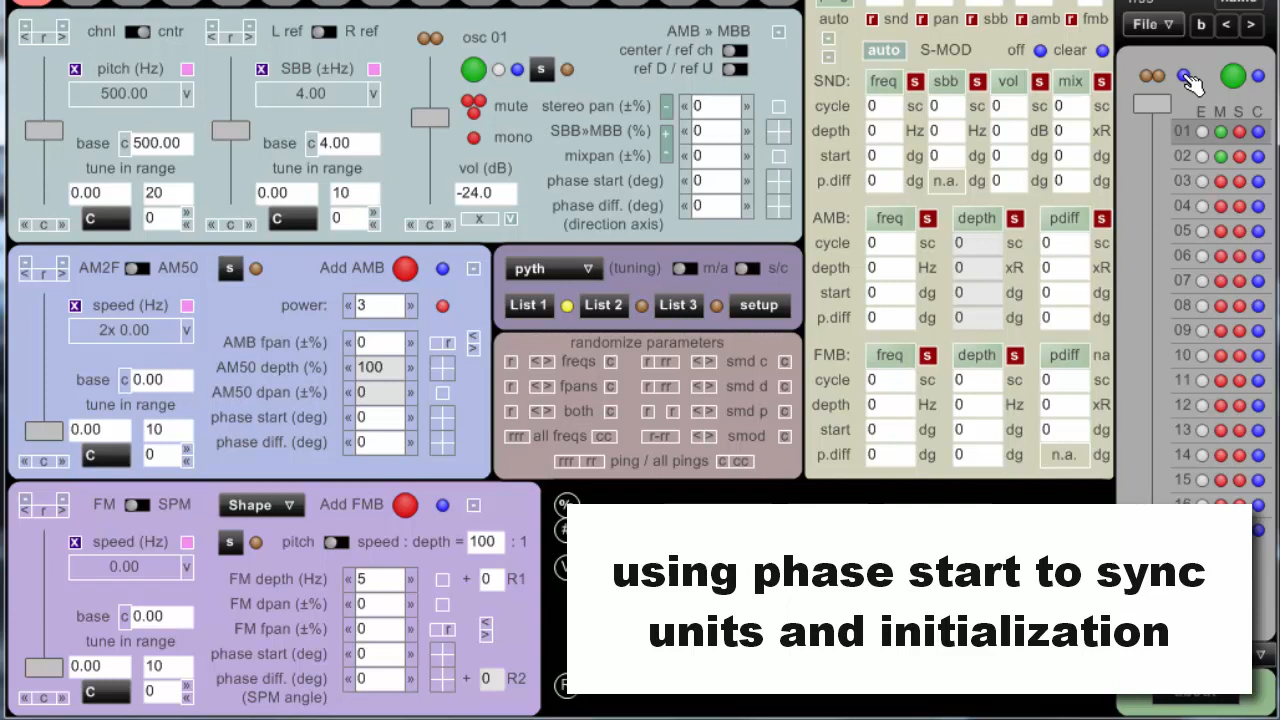 chnl cntr
L ref R ref
pitch (Hz)
500.00 v
base c 500.00
tune in range
0.00 20
C 0
« c »
SBB (±Hz)
4.00 v
base c 4.00
tune in range
0.00 10
C 0
« c »
osc 01
s
mute
mono
vol (dB)
-24.0
x v
« c »
AMB » MBB
center / ref ch
ref D / ref U
stereo pan (±%) « 0 »
SBB»MBB (%) « 0 »
mixpan (±%) « 0 »
phase start (deg) « 0 »
phase diff. (deg) « 0 »
(direction axis)
auto r snd r pan r sbb r amb r fmb
auto S-MOD off clear
SND: freq s sbb s vol s mix s
cycle 0 sc 0 sc 0 sc 0 sc
depth 0 Hz 0 Hz 0 dB 0 xR
start 0 dg 0 dg 0 dg 0 dg
p.diff 0 dg n.a. dg 0 dg 0 dg
AMB: freq s depth s pdiff s
cycle 0 sc 0 sc 0 sc
depth 0 Hz 0 xR 0 xR
start 0 dg 0 dg 0 dg
p.diff 0 dg 0 dg 0 dg
FMB: freq s depth s pdiff na
cycle 0 sc 0 sc 0 sc
depth 0 Hz 0 Hz 0 xR
start 0 dg 0 dg 0 dg
p.diff 0 dg 0 dg n.a. dg
AM2F AM50 s Add AMB
speed (Hz)
2x 0.00 v
base c 0.00
tune in range
0.00 10
C 0
« c »
power: « 3 »
AMB fpan (±%) « 0 » r < >
AM50 depth (%) « 100 »
AM50 dpan (±%) « 0 »
phase start (deg) « 0 »
phase diff. (deg) « 0 »
pyth ▽ (tuning) m/a s/c
List 1 List 2 List 3 setup
randomize parameters
r < > freqs c r rr < > smd c c
r < > fpans c r rr < > smd d c
r < > both c r r < > smd p c
rrr all freqs cc r-rr < > smod c
rrr rr ping / all pings c cc
FM SPM Shape ▽ Add FMB
speed (Hz)
0.00 v
base c 0.00
tune in range
0.00 10
C 0
« c »
s pitch speed : depth = 100 : 1
FM depth (Hz) « 5 » + 0 R1
FM dpan (±%) « 0 »
FM fpan (±%) « 0 » r < >
phase start (deg) « 0 »
phase diff. (deg) « 0 » + 0 R2
(SPM angle)
File ▽ b < >
E M S C
01
02
03
04
05
06
07
08
09
10
11
12
13
14
15
using phase start to sync
units and initialization